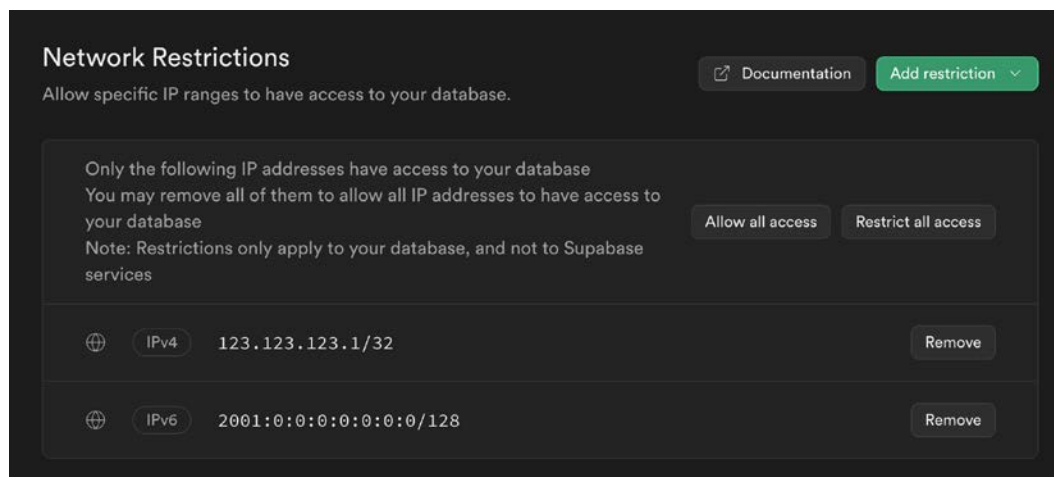 Network Restrictions
Documentation
Add restriction
Allow specific IP ranges to have access to your database.
Only the following IP addresses have access to your database
You may remove all of them to allow all IP addresses to have access to
your database
Allow all access
Restrict all access
Note: Restrictions only apply to your database, and not to Supabase
services
IPv4
123.123.123.1/32
Remove
IPv6
2001:0:0:0:0:0:0:0/128
Remove